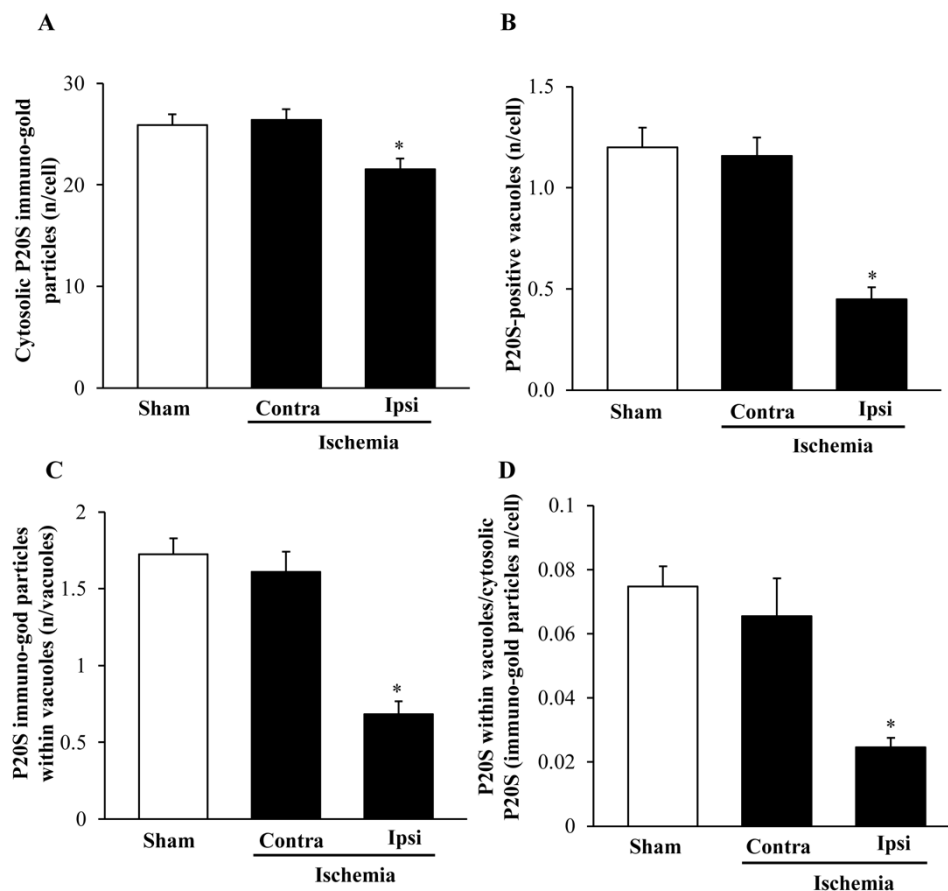 A
Cytosolic P20S immuno-gold
particles (n/cell)
30
20
10
0
*
Sham
Contra
Ipsi
Ischemia
B
P20S-positive vacuoles (n/cell)
1.5
1.0
0.5
0.0
*
Sham
Contra
Ipsi
Ischemia
C
P20S immuno-god particles
within vacuoles (n/vacuoles)
2
1.5
1
0.5
0
*
Sham
Contra
Ipsi
Ischemia
D
P20S within vacuoles/cytosolic
P20S (immuno-gold particles n/cell)
0.1
0.08
0.06
0.04
0.02
0
*
Sham
Contra
Ipsi
Ischemia